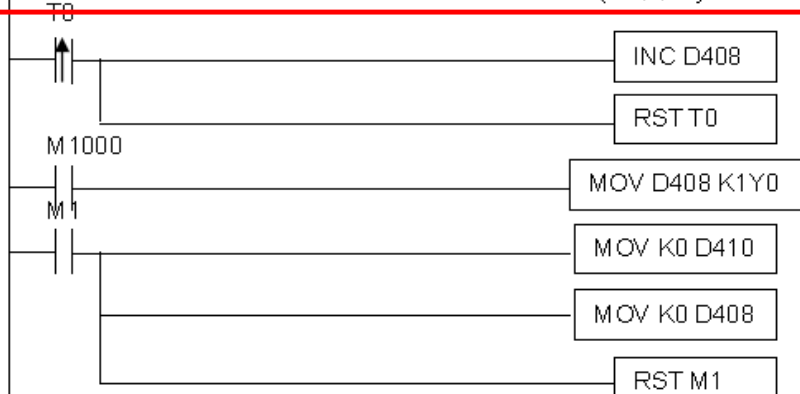 T0
INC D408
RST T0
M1000
MOV D408 K1Y0
M1
MOV K0 D410
MOV K0 D408
RST M1